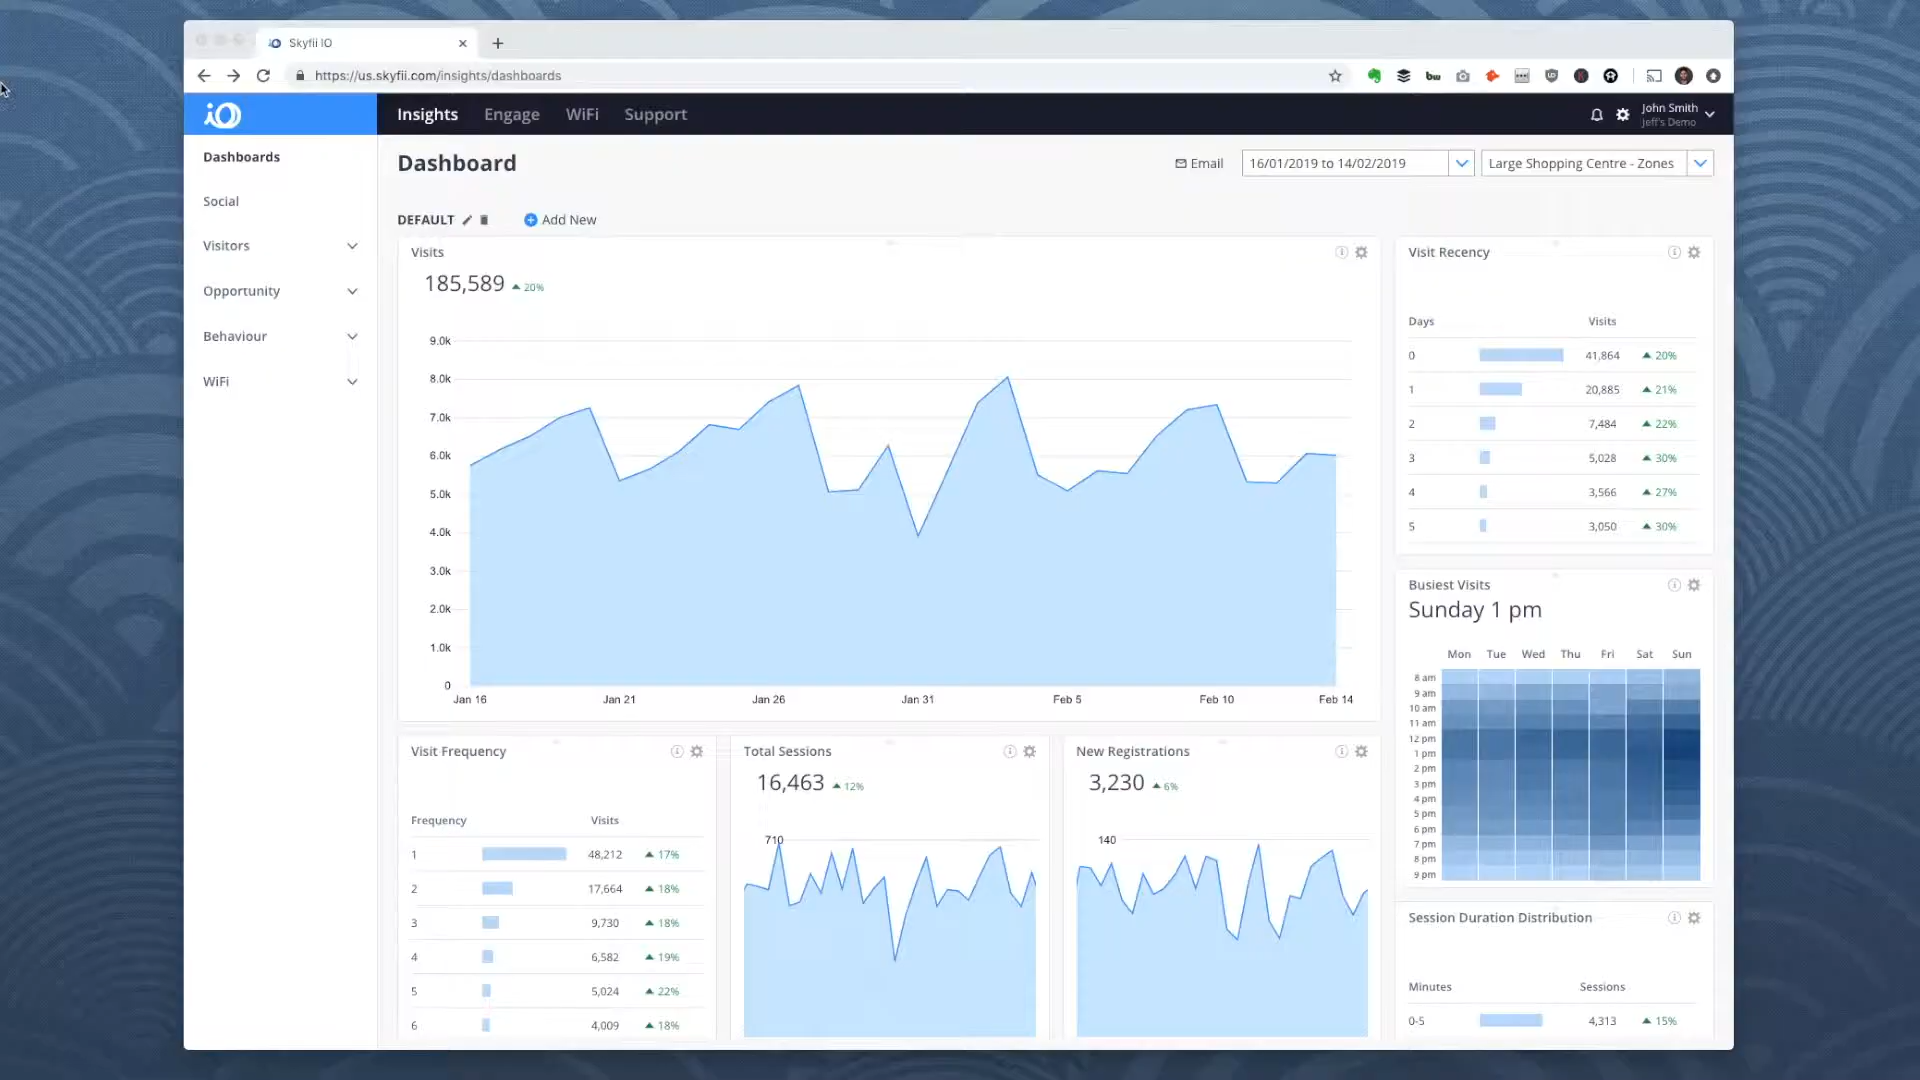 Skyfii IO
https://us.skyfii.com/insights/dashboards
iO
Insights Engage WiFi Support
John Smith
Jeff's Demo
Dashboards
Social
Visitors
Opportunity
Behaviour
WiFi
Dashboard
Email
16/01/2019 to 14/02/2019
Large Shopping Centre - Zones
DEFAULT
Add New
Visits
185,589 20%
9.0k
8.0k
7.0k
6.0k
5.0k
4.0k
3.0k
2.0k
1.0k
0
Jan 16 Jan 21 Jan 26 Jan 31 Feb 5 Feb 10 Feb 14
Visit Recency
Days Visits
0 41,864 20%
1 20,885 21%
2 7,484 22%
3 5,028 30%
4 3,566 27%
5 3,050 30%
Busiest Visits
Sunday 1 pm
Mon Tue Wed Thu Fri Sat Sun
8 am
9 am
10 am
11 am
12 pm
1 pm
2 pm
3 pm
4 pm
5 pm
6 pm
7 pm
8 pm
9 pm
Visit Frequency
Frequency Visits
1 48,212 17%
2 17,664 18%
3 9,730 18%
4 6,582 19%
5 5,024 22%
6 4,009 18%
Total Sessions
16,463 12%
710
New Registrations
3,230 6%
140
Session Duration Distribution
Minutes Sessions
0-5 4,313 15%